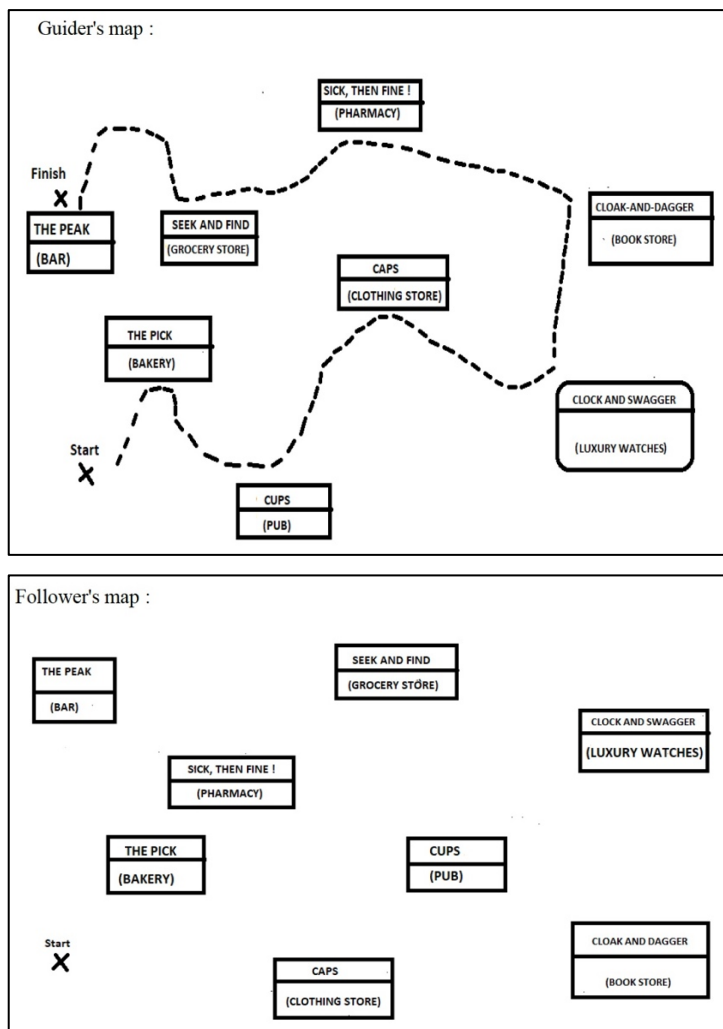 Guider's map :
SICK, THEN FINE !
(PHARMACY)
Finish
THE PEAK
(BAR)
SEEK AND FIND
(GROCERY STORE)
CLOAK-AND-DAGGER
(BOOK STORE)
CAPS
(CLOTHING STORE)
THE PICK
(BAKERY)
CLOCK AND SWAGGER
(LUXURY WATCHES)
Start
CUPS
(PUB)
Follower's map :
THE PEAK
(BAR)
SEEK AND FIND
(GROCERY STORE)
CLOCK AND SWAGGER
(LUXURY WATCHES)
SICK, THEN FINE !
(PHARMACY)
THE PICK
(BAKERY)
CUPS
(PUB)
Start
CAPS
(CLOTHING STORE)
CLOAK AND DAGGER
(BOOK STORE)